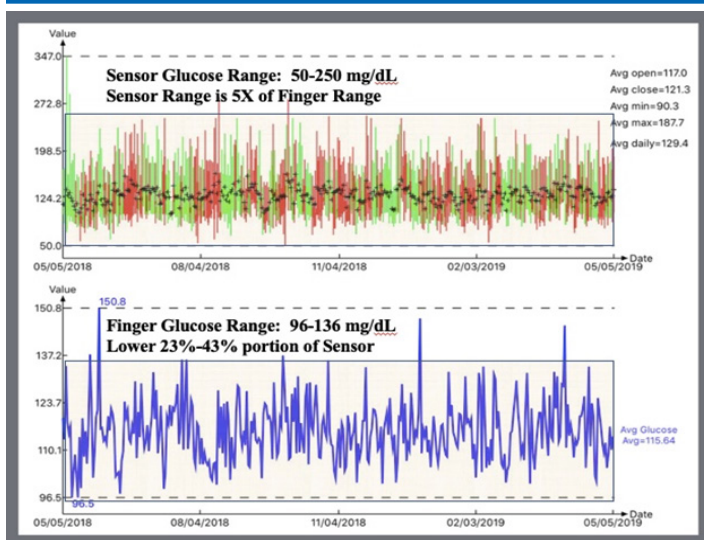 Value
347.0
Sensor Glucose Range: 50-250 mg/dL
Sensor Range is 5X of Finger Range
Avg open=117.0
Avg close=121.3
Avg min=90.3
Avg max=187.7
Avg daily=129.4
272.8
198.5
124.2
50.0
Date
05/05/2018
08/04/2018
11/04/2018
02/03/2019
05/05/2019
Value
150.8
150.8
Finger Glucose Range: 96-136 mg/dL
Lower 23%-43% portion of Sensor
137.2
123.7
Avg Glucose
Avg=115.64
110.1
96.5
96.5
Date
05/05/2018
08/04/2018
11/04/2018
02/03/2019
05/05/2019